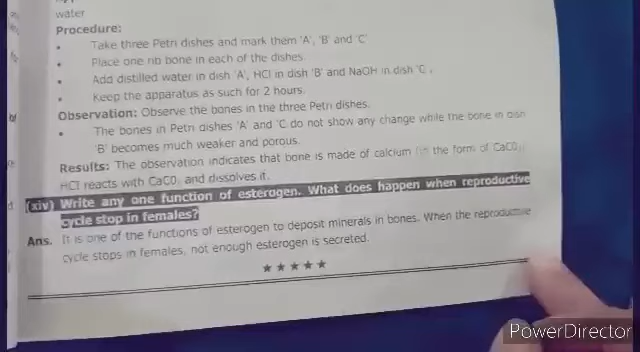 water
Procedure:
• Take three Petri dishes and mark them 'A', 'B' and 'C'
• Place one rib bone in each of the dishes.
• Add distilled water in dish 'A', HCl in dish 'B' and NaOH in dish 'C'.
• Keep the apparatus as such for 2 hours.
Observation: Observe the bones in the three Petri dishes.
• The bones in Petri dishes 'A' and 'C' do not show any change while the bone in dish
'B' becomes much weaker and porous.
Results: The observation indicates that bone is made of calcium (in the form of CaCO₃)
HCl reacts with CaCO₃ and dissolves it.
(xiv) Write any one function of esterogen. What does happen when reproductive
cycle stop in females?
Ans. It is one of the functions of esterogen to deposit minerals in bones. When the reproductive
cycle stops in females, not enough esterogen is secreted.
★★★★★
PowerDirector